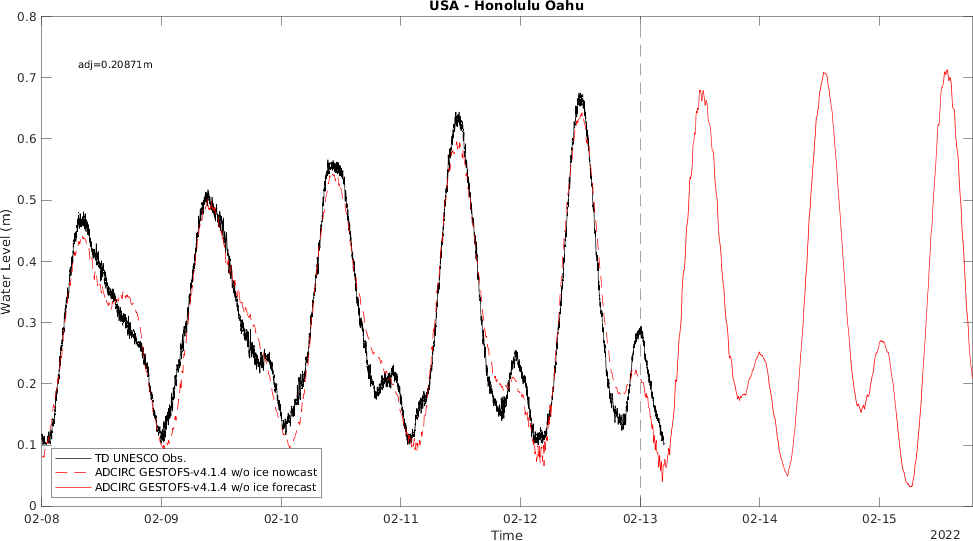 USA - Honolulu Oahu
adj=0.20871m
Water Level (m)
0.8
0.7
0.6
0.5
0.4
0.3
0.2
0.1
0
TD UNESCO Obs.
ADCIRC GESTOFS-v4.1.4 w/o ice nowcast
ADCIRC GESTOFS-v4.1.4 w/o ice forecast
02-08 02-09 02-10 02-11 02-12 02-13 02-14 02-15
Time
2022